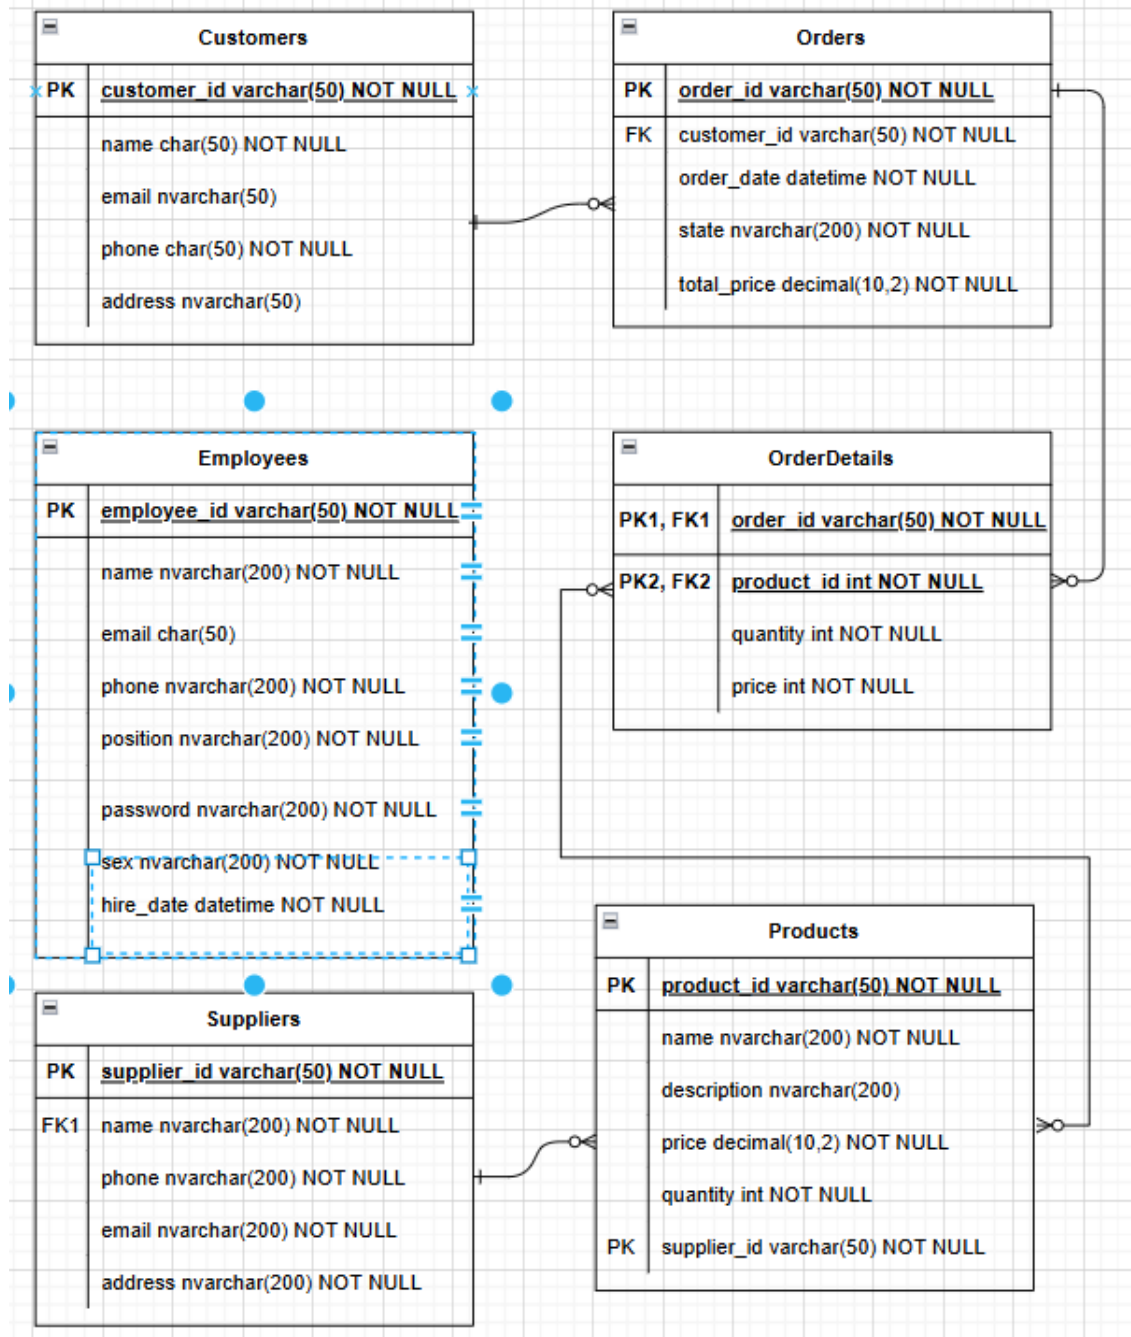 Customers
PK customer_id varchar(50) NOT NULL
name char(50) NOT NULL
email nvarchar(50)
phone char(50) NOT NULL
address nvarchar(50)
Orders
PK order_id varchar(50) NOT NULL
FK customer_id varchar(50) NOT NULL
order_date datetime NOT NULL
state nvarchar(200) NOT NULL
total_price decimal(10,2) NOT NULL
Employees
PK employee_id varchar(50) NOT NULL
name nvarchar(200) NOT NULL
email char(50)
phone nvarchar(200) NOT NULL
position nvarchar(200) NOT NULL
password nvarchar(200) NOT NULL
sex nvarchar(200) NOT NULL
hire_date datetime NOT NULL
OrderDetails
PK1, FK1 order_id varchar(50) NOT NULL
PK2, FK2 product_id int NOT NULL
quantity int NOT NULL
price int NOT NULL
Suppliers
PK supplier_id varchar(50) NOT NULL
FK1 name nvarchar(200) NOT NULL
phone nvarchar(200) NOT NULL
email nvarchar(200) NOT NULL
address nvarchar(200) NOT NULL
Products
PK product_id varchar(50) NOT NULL
name nvarchar(200) NOT NULL
description nvarchar(200)
price decimal(10,2) NOT NULL
quantity int NOT NULL
PK supplier_id varchar(50) NOT NULL